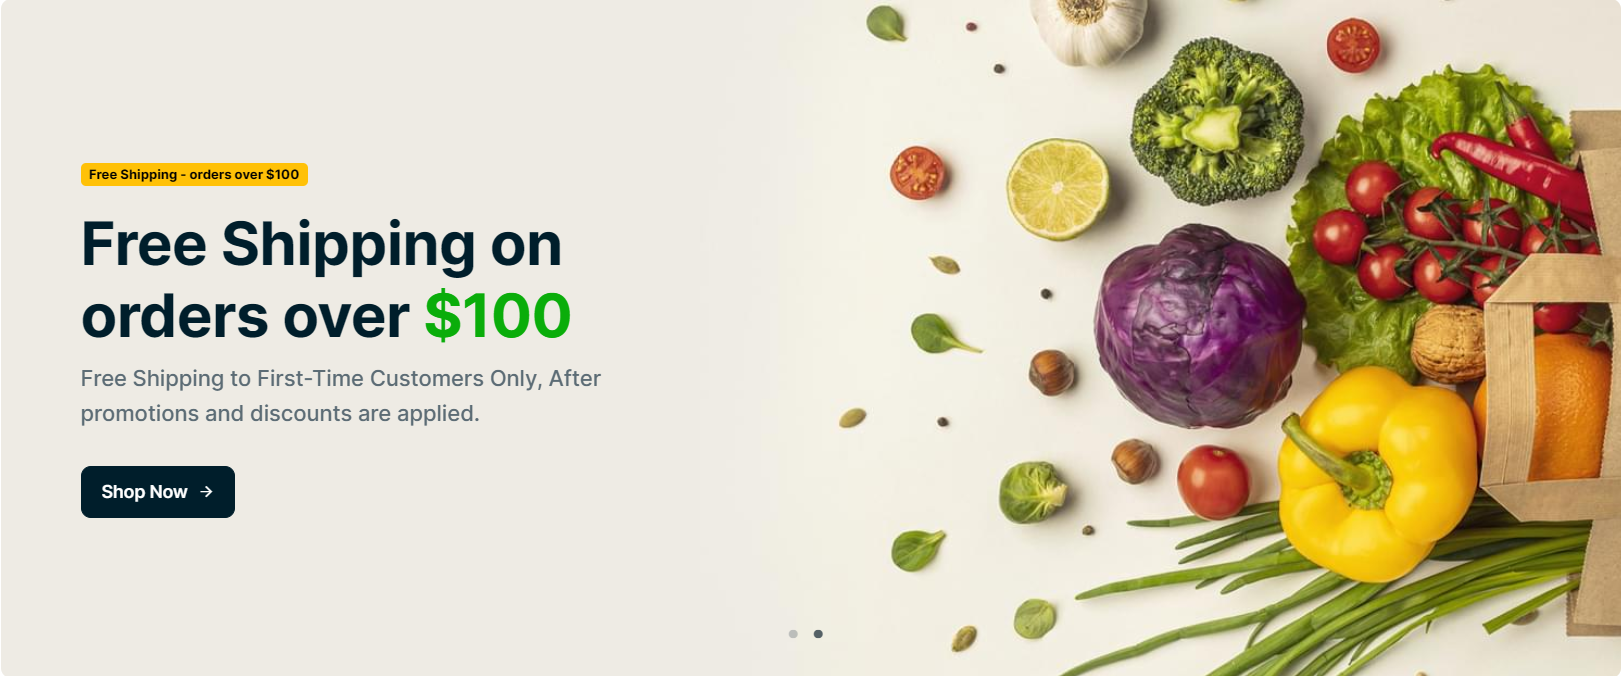 Free Shipping - orders over $100
Free Shipping on
orders over $100
Free Shipping to First-Time Customers Only, After
promotions and discounts are applied.
Shop Now →